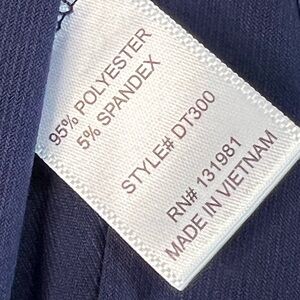 95% POLYESTER
5% SPANDEX
STYLE# DT300
RN# 131981
MADE IN VIETNAM